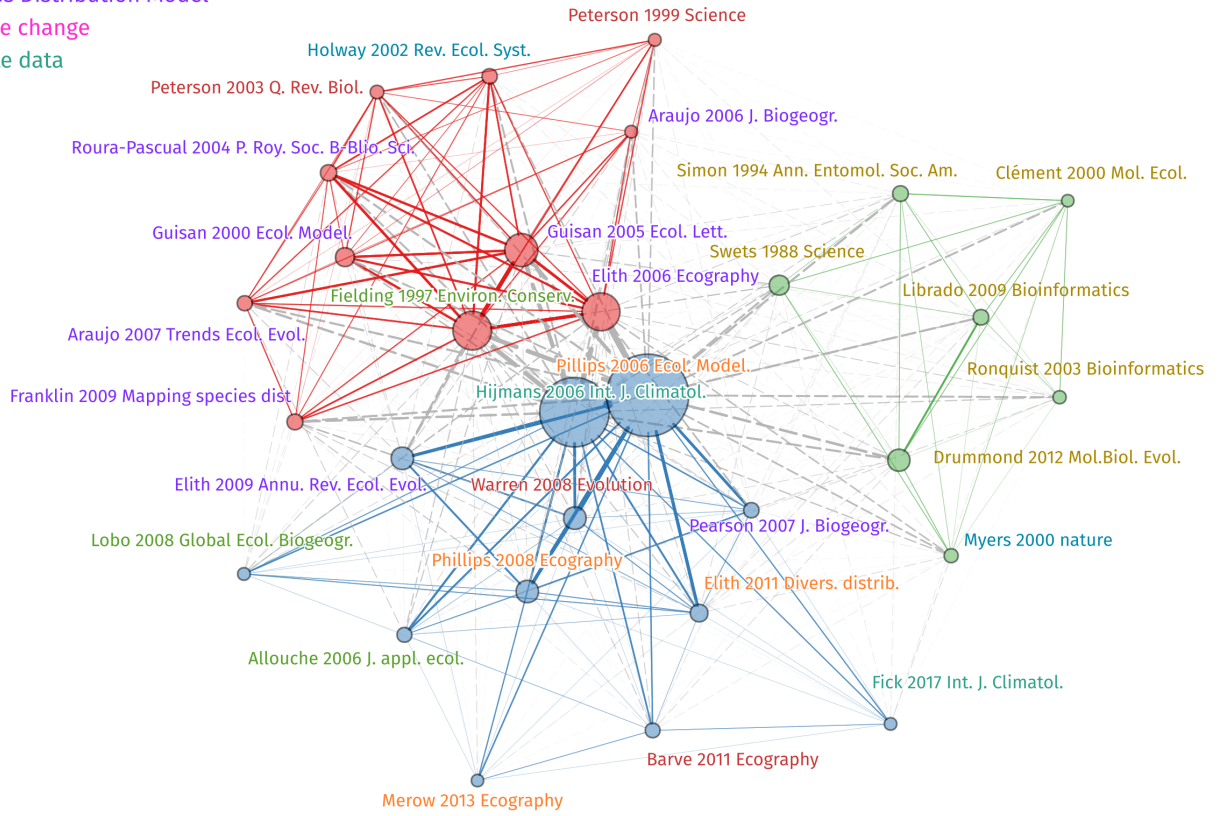 Distribution Model
e change
e data
Peterson 1999 Science
Holway 2002 Rev. Ecol. Syst.
Peterson 2003 Q. Rev. Biol.
Araujo 2006 J. Biogeogr.
Roura-Pascual 2004 P. Roy. Soc. B-Blio. Sci.
Simon 1994 Ann. Entomol. Soc. Am.
Clément 2000 Mol. Ecol.
Guisan 2000 Ecol. Model.
Guisan 2005 Ecol. Lett.
Swets 1988 Science
Elith 2006 Ecography
Librado 2009 Bioinformatics
Fielding 1997 Environ. Conserv.
Araujo 2007 Trends Ecol. Evol.
Pillips 2006 Ecol. Model.
Ronquist 2003 Bioinformatics
Hijmans 2006 Int. J. Climatol.
Franklin 2009 Mapping species dist
Drummond 2012 Mol.Biol. Evol.
Elith 2009 Annu. Rev. Ecol. Evol.
Warren 2008 Evolution
Pearson 2007 J. Biogeogr.
Lobo 2008 Global Ecol. Biogeogr.
Myers 2000 nature
Phillips 2008 Ecography
Elith 2011 Divers. distrib.
Allouche 2006 J. appl. ecol.
Fick 2017 Int. J. Climatol.
Barve 2011 Ecography
Merow 2013 Ecography